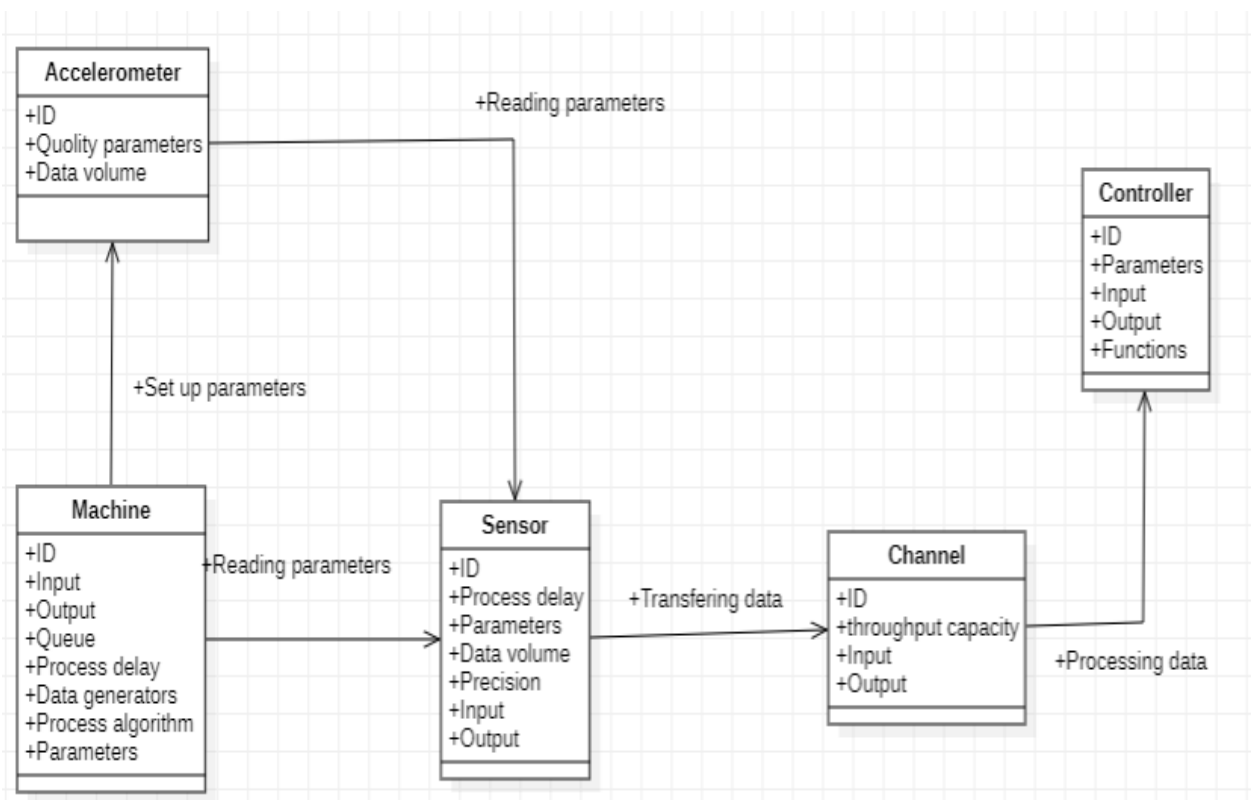 Accelerometer
+ID
+Quolity parameters
+Data volume
+Reading parameters
Controller
+ID
+Parameters
+Input
+Output
+Functions
+Set up parameters
Machine
+ID
+Input
+Output
+Queue
+Process delay
+Data generators
+Process algorithm
+Parameters
+Reading parameters
Sensor
+ID
+Process delay
+Parameters
+Data volume
+Precision
+Input
+Output
+Transfering data
Channel
+ID
+throughput capacity
+Input
+Output
+Processing data